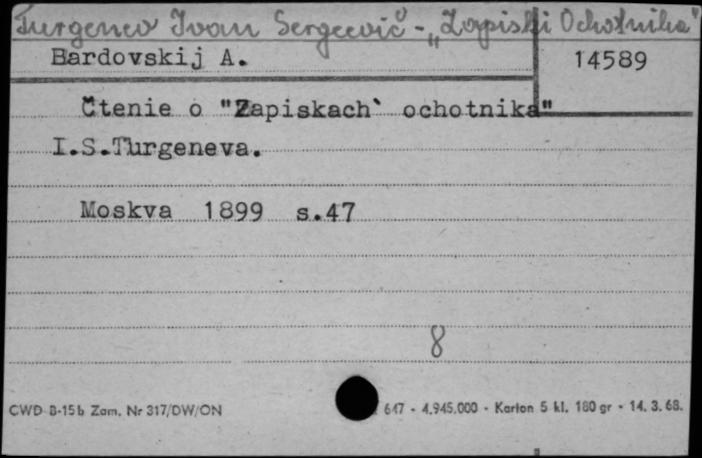 Turgenev Ivan Sergeevič - „Zapiski Ochotnika"
Bardovskij A.
14589
Čtenie o "Zapiskach` ochotnika"
I.S.Turgeneva.
Moskva 1899 s.47
8
CWD B-15b Zam. Nr 317/DW/ON
647 - 4.945.000 - Karton 5 kl. 180 gr - 14. 3. 68.